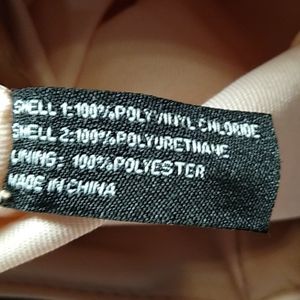 SHELL 1:100%POLYVINYL CHLORIDE
SHELL 2:100%POLYURETHANE
LINING: 100%POLYESTER
MADE IN CHINA